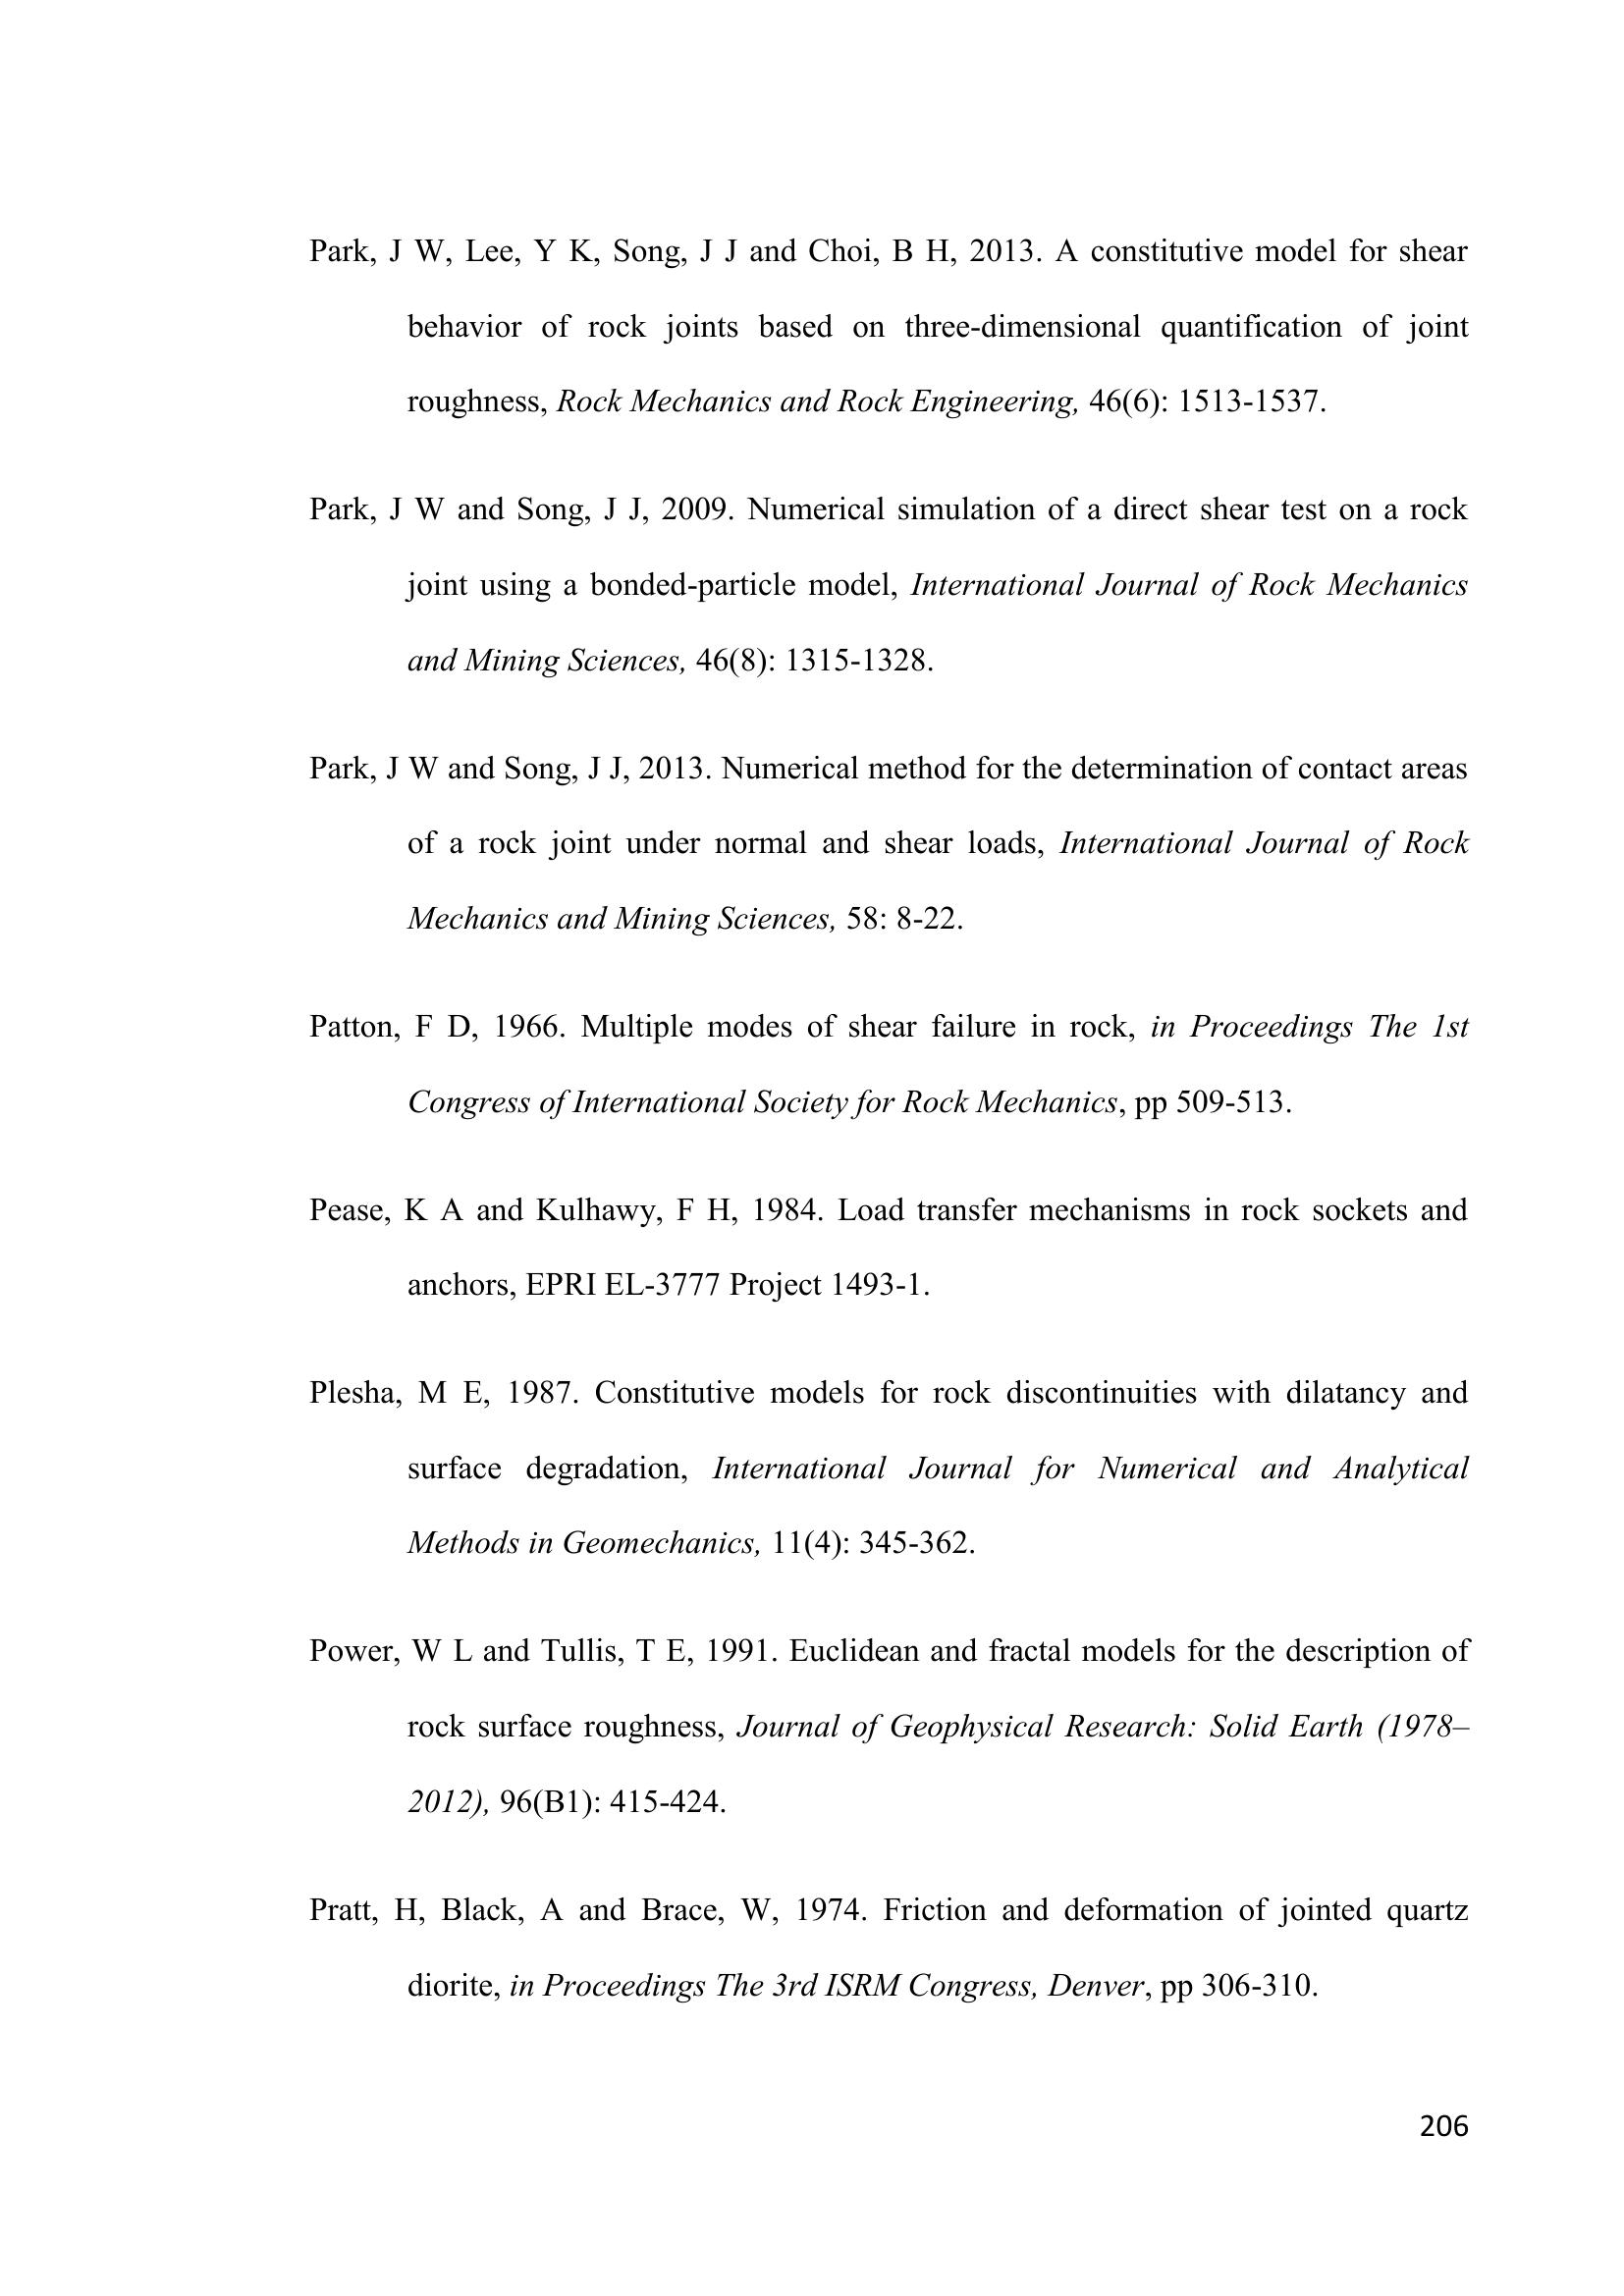 Park, J W, Lee, Y K, Song, J J and Choi, B H, 2013. A constitutive model for shear
behavior of rock joints based on three-dimensional quantification of joint
roughness, Rock Mechanics and Rock Engineering, 46(6): 1513-1537.
Park, J W and Song, J J, 2009. Numerical simulation of a direct shear test on a rock
joint using a bonded-particle model, International Journal of Rock Mechanics
and Mining Sciences, 46(8): 1315-1328.
Park, J W and Song, J J, 2013. Numerical method for the determination of contact areas
of a rock joint under normal and shear loads, International Journal of Rock
Mechanics and Mining Sciences, 58: 8-22.
Patton, F D, 1966. Multiple modes of shear failure in rock, in Proceedings The 1st
Congress of International Society for Rock Mechanics, pp 509-513.
Pease, K A and Kulhawy, F H, 1984. Load transfer mechanisms in rock sockets and
anchors, EPRI EL-3777 Project 1493-1.
Plesha, M E, 1987. Constitutive models for rock discontinuities with dilatancy and
surface degradation, International Journal for Numerical and Analytical
Methods in Geomechanics, 11(4): 345-362.
Power, W L and Tullis, T E, 1991. Euclidean and fractal models for the description of
rock surface roughness, Journal of Geophysical Research: Solid Earth (1978–
2012), 96(B1): 415-424.
Pratt, H, Black, A and Brace, W, 1974. Friction and deformation of jointed quartz
diorite, in Proceedings The 3rd ISRM Congress, Denver, pp 306-310.
206